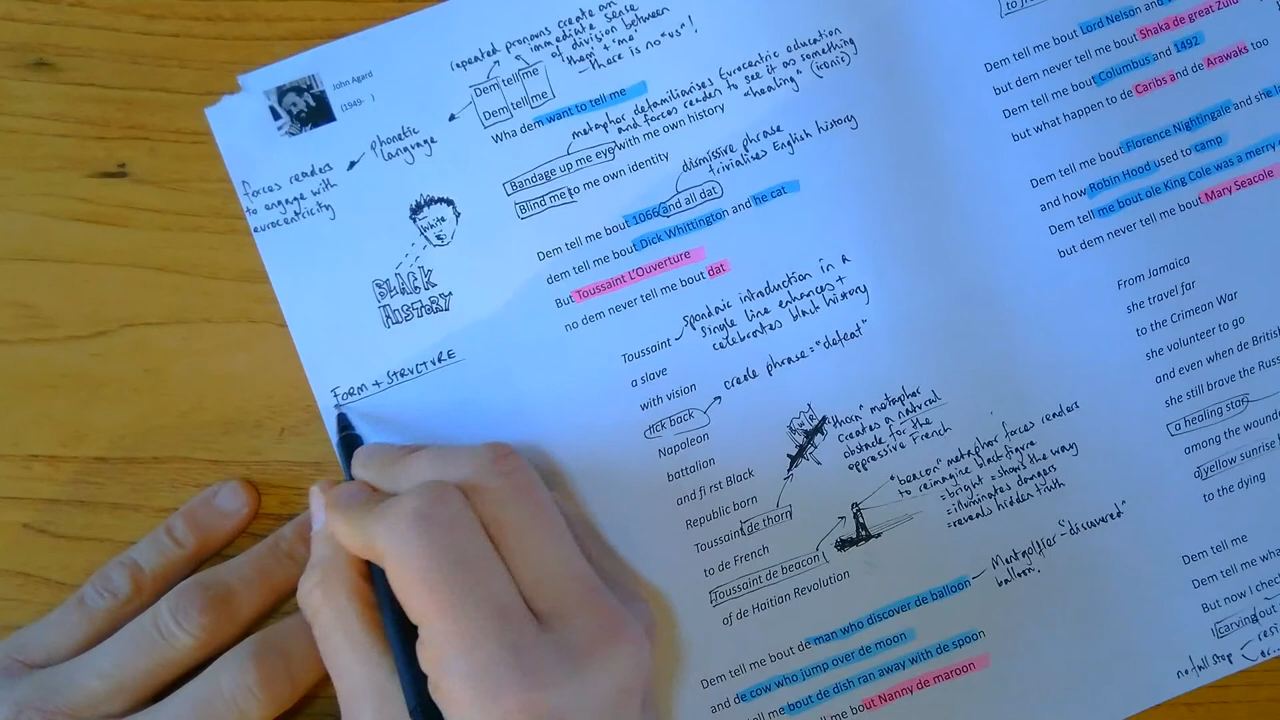 John Agard
(1949-   )
repeated pronouns create an
immediate sense
of division between
"them" + "me"
- there is no "us"!
Dem tell me
Dem tell me
Wha dem want to tell me
phonetic
language
forces readers
to engage with
eurocentricity
metaphor defamiliarises Eurocentric education
and forces reader to see it as something
"healing" (ironic)
Bandage up me eye with me own history
Blind me to me own identity
dismissive phrase
trivialises English history
Dem tell me bout 1066 and all dat
dem tell me bout Dick Whittington and he cat
But Toussaint L'Ouverture
no dem never tell me bout dat
white
BLACK
HISTORY
FORM + STRUCTURE
Toussaint
spondaic introduction in a
single line enhances +
celebrates black history
a slave
with vision
lick back
creole phrase = "defeat"
Napoleon
battalion
and fi rst Black
Republic born
Toussaint de thorn
"thorn" metaphor
creates a natural
obstacle for the
oppressive French
to de French
Toussaint de beacon
"beacon" metaphor forces readers
to reimagine black figure
= bright = shows the way
= illuminates dangers
= reveals hidden truth
of de Haitian Revolution
Dem tell me bout de man who discover de balloon
Montgolfier - "discovered"
balloon.
and de cow who jump over de moon
tell me bout de dish ran away with de spoon
me bout Nanny de maroon
Dem tell me bout Lord Nelson and
but dem never tell me bout Shaka de great Zulu
Dem tell me bout Columbus and 1492
but what happen to de Caribs and de Arawaks too
Dem tell me bout Florence Nightingale and she
and how Robin Hood used to camp
Dem tell me bout ole King Cole was a merry
but dem never tell me bout Mary Seacole
From Jamaica
she travel far
to the Crimean War
she volunteer to go
and even when de British
she still brave the Russ
a healing star
among the wounde
a yellow sunrise
to the dying
Dem tell me
Dem tell me wha
But now I chec
I carving out
no full stop